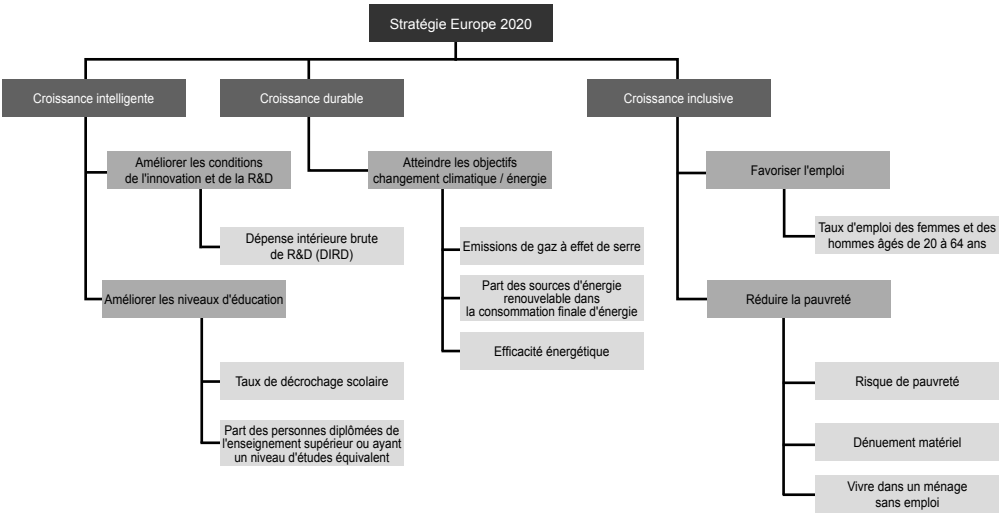 Stratégie Europe 2020
Croissance intelligente
Améliorer les conditions
de l'innovation et de la R&D
Dépense intérieure brute
de R&D (DIRD)
Améliorer les niveaux d'éducation
Taux de décrochage scolaire
Part des personnes diplômées de
l'enseignement supérieur ou ayant
un niveau d'études équivalent
Croissance durable
Atteindre les objectifs
changement climatique / énergie
Emissions de gaz à effet de serre
Part des sources d'énergie
renouvelable dans
la consommation finale d'énergie
Efficacité énergétique
Croissance inclusive
Favoriser l'emploi
Taux d'emploi des femmes et des
hommes âgés de 20 à 64 ans
Réduire la pauvreté
Risque de pauvreté
Dénuement matériel
Vivre dans un ménage
sans emploi